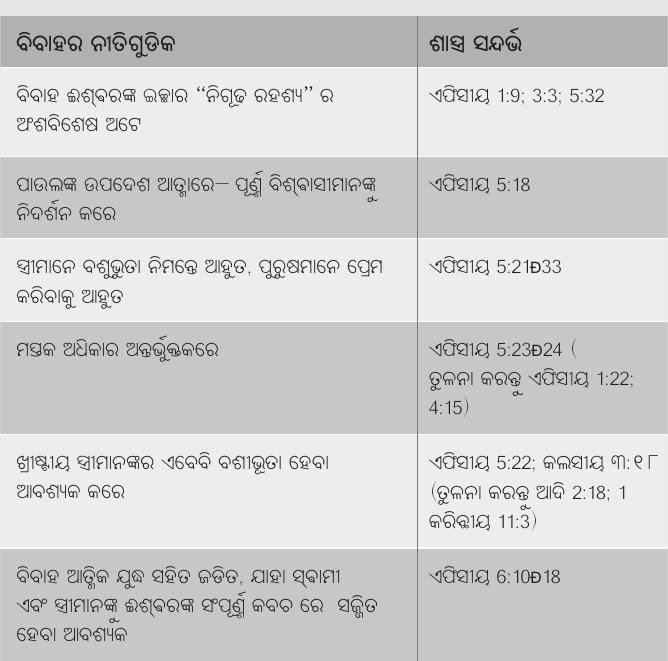 ବିବାହର ନୀତିଗୁଡିକ
ଶାସ୍ତ୍ର ସନ୍ଦର୍ଭ
ବିବାହ ଈଶ୍ଵରଙ୍କ ଇଚ୍ଛାର “ନିଗୂଢ ରହଶ୍ୟ” ର
ଅଂଶବିଶେଷ ଅଟେ
ଏଫିସୀୟ 1:9; 3:3; 5:32
ପାଉଲଙ୍କ ଉପଦେଶ ଆତ୍ମାରେ– ପୂର୍ଣ୍ଣ ବିଶ୍ଵାସୀମାନଙ୍କୁ
ନିଦର୍ଶନ କରେ
ଏଫିସୀୟ 5:18
ସ୍ତ୍ରୀମାନେ ବଶୁଭୁତା ନିମନ୍ତେ ଆହୁତ, ପୁରୁଷମାନେ ପ୍ରେମ
କରିବାକୁ ଆହୁତ
ଏଫିସୀୟ 5:21Ð33
ମସ୍ତକ ଅଧିକାର ଅନ୍ତର୍ଭୁକ୍ତକରେ
ଏଫିସୀୟ 5:23Ð24 (
ତୁଳନା କରନ୍ତୁ ଏଫିସୀୟ 1:22;
4:15)
ଖ୍ରୀଷ୍ଟୀୟ ସ୍ତ୍ରୀମାନଙ୍କର ଏବେବି ବଶୀଭୂତା ହେବା
ଆବଶ୍ୟକ କରେ
ଏଫିସୀୟ 5:22; କଲସୀୟ ୩:୧୮
(ତୁଳନା କରନ୍ତୁ ଆଦି 2:18; 1
କରିନ୍ଥୀୟ 11:3)
ବିବାହ ଆତ୍ମିକ ଯୁଦ୍ଧ ସହିତ ଜଡିତ, ଯାହା ସ୍ଵାମୀ
ଏବଂ ସ୍ତ୍ରୀମାନଙ୍କୁ ଈଶ୍ଵରଙ୍କ ସଂପୂର୍ଣ୍ଣ କବଚ ରେ ସଜ୍ଜିତ
ହେବା ଆବଶ୍ୟକ
ଏଫିସୀୟ 6:10Ð18